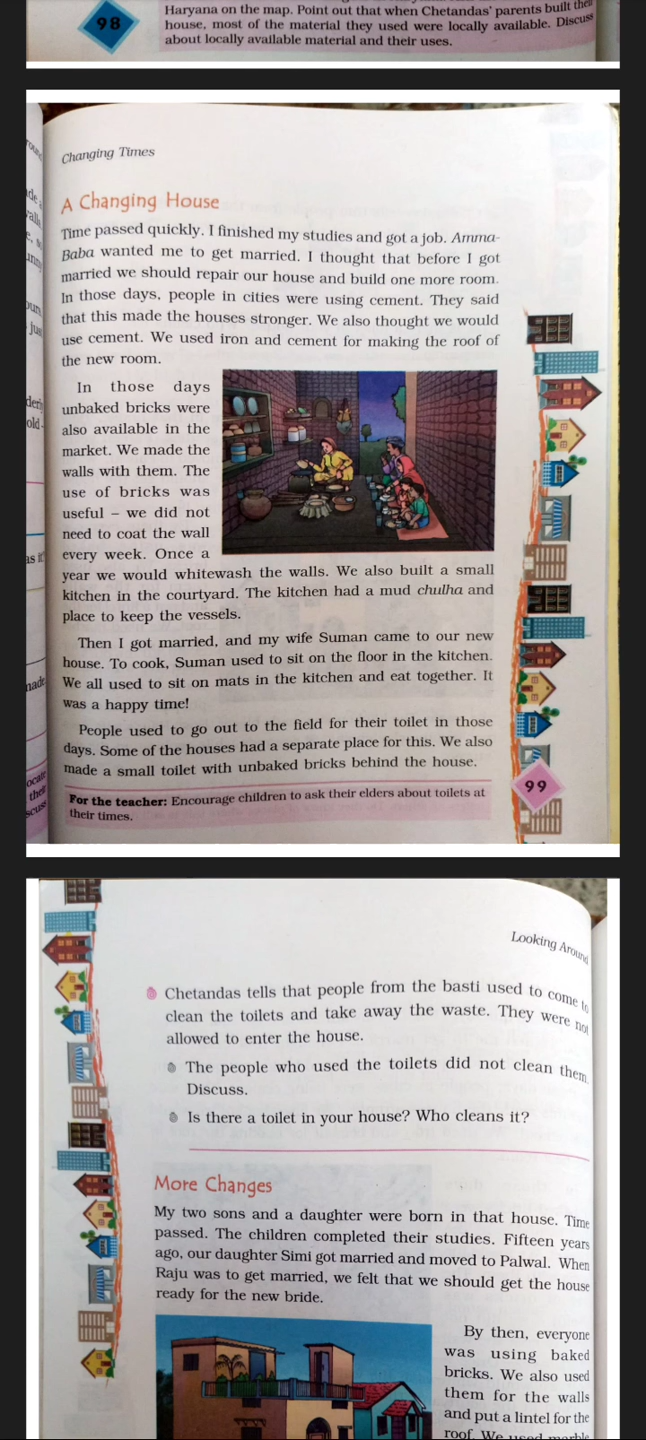 98
Haryana on the map. Point out that when Chetandas' parents built their
house, most of the material they used were locally available. Discuss
about locally available material and their uses.
Changing Times
A Changing House
Time passed quickly. I finished my studies and got a job. Amma-
Baba wanted me to get married. I thought that before I got
married we should repair our house and build one more room.
In those days, people in cities were using cement. They said
that this made the houses stronger. We also thought we would
use cement. We used iron and cement for making the roof of
the new room.
In those days
unbaked bricks were
also available in the
market. We made the
walls with them. The
use of bricks was
useful – we did not
need to coat the wall
every week. Once a
year we would whitewash the walls. We also built a small
kitchen in the courtyard. The kitchen had a mud chulha and
place to keep the vessels.
Then I got married, and my wife Suman came to our new
house. To cook, Suman used to sit on the floor in the kitchen.
We all used to sit on mats in the kitchen and eat together. It
was a happy time!
People used to go out to the field for their toilet in those
days. Some of the houses had a separate place for this. We also
made a small toilet with unbaked bricks behind the house.
For the teacher: Encourage children to ask their elders about toilets at
their times.
99
Looking Around
Chetandas tells that people from the basti used to come to
clean the toilets and take away the waste. They were not
allowed to enter the house.
The people who used the toilets did not clean them.
Discuss.
Is there a toilet in your house? Who cleans it?
More Changes
My two sons and a daughter were born in that house. Time
passed. The children completed their studies. Fifteen years
ago, our daughter Simi got married and moved to Palwal. When
Raju was to get married, we felt that we should get the house
ready for the new bride.
By then, everyone
was using baked
bricks. We also used
them for the walls
and put a lintel for the
roof. We used marble